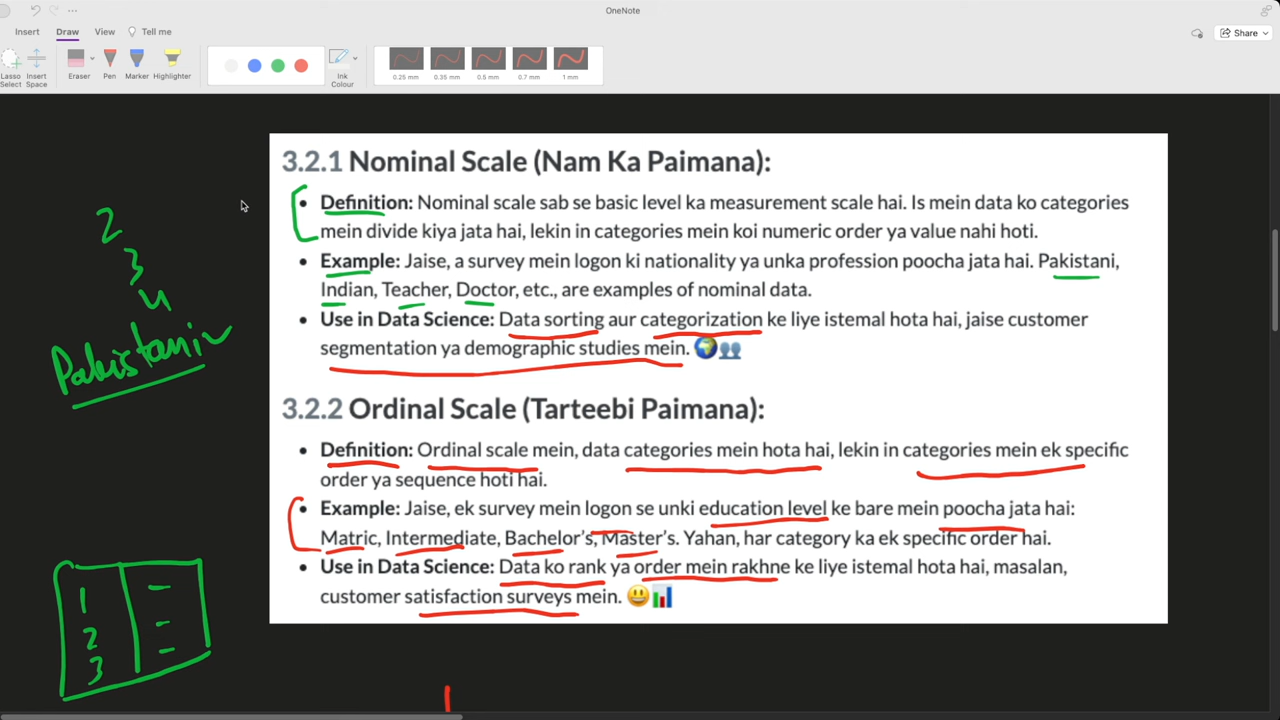 OneNote
Insert Draw View Tell me
Share
Lasso Select
Insert Space
Eraser
Pen
Marker
Highlighter
Ink Colour
0.25 mm
0.35 mm
0.5 mm
0.7 mm
1 mm
3.2.1 Nominal Scale (Nam Ka Paimana):
• Definition: Nominal scale sab se basic level ka measurement scale hai. Is mein data ko categories
mein divide kiya jata hai, lekin in categories mein koi numeric order ya value nahi hoti.
• Example: Jaise, a survey mein logon ki nationality ya unka profession poocha jata hai. Pakistani,
Indian, Teacher, Doctor, etc., are examples of nominal data.
• Use in Data Science: Data sorting aur categorization ke liye istemal hota hai, jaise customer
segmentation ya demographic studies mein. 🌍👥
3.2.2 Ordinal Scale (Tarteebi Paimana):
• Definition: Ordinal scale mein, data categories mein hota hai, lekin in categories mein ek specific
order ya sequence hoti hai.
• Example: Jaise, ek survey mein logon se unki education level ke bare mein poocha jata hai:
Matric, Intermediate, Bachelor's, Master's. Yahan, har category ka ek specific order hai.
• Use in Data Science: Data ko rank ya order mein rakhne ke liye istemal hota hai, masalan,
customer satisfaction surveys mein. 😃📊
2
3
4
Pakistani
1 -
2 -
3 -